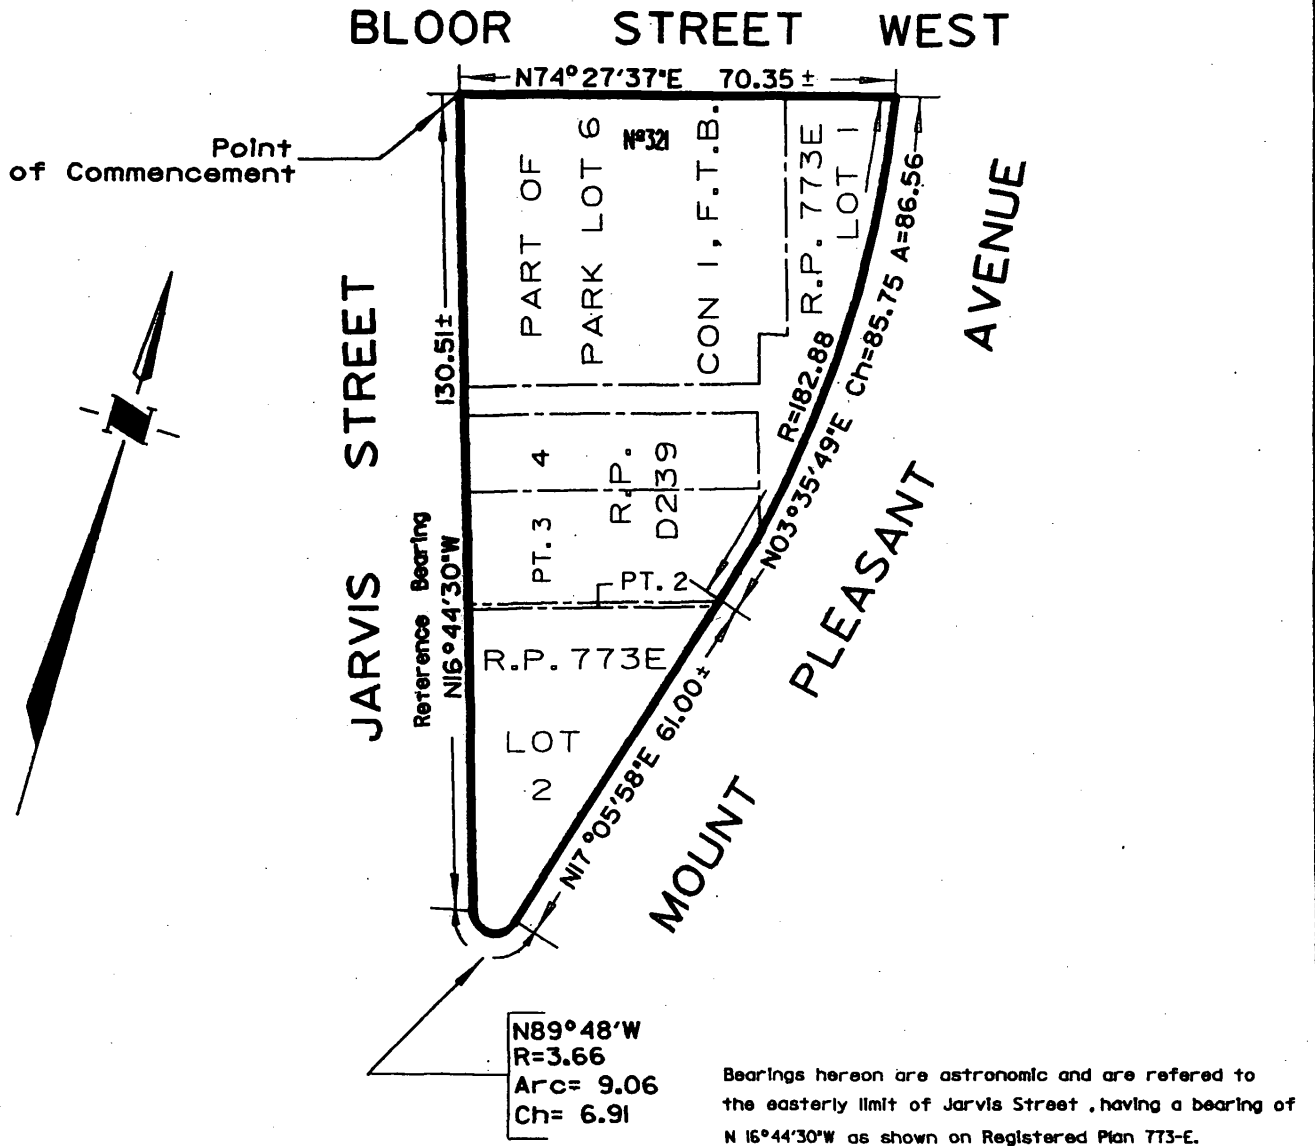 BLOOR STREET WEST
N74°27'37"E 70.35±
Point
of Commencement
PART OF
PARK LOT 6
Nº321
CON 1, F.T.B.
R.P. 773E
LOT 1
R=182.88
N03°35'49"E Ch=85.75 A=86.56
AVENUE
130.51±
JARVIS STREET
Reterence Bearing
N16°44'30"W
4
R.P.
D239
PT. 3
PT. 2
R.P. 773E
LOT
2
N17°05'58"E 61.00±
MOUNT PLEASANT
N89°48'W
R=3.66
Arc= 9.06
Ch= 6.91
Bearings hereon are astronomic and are refered to
the easterly limit of Jarvis Street , having a bearing of
N 16°44'30"W as shown on Registered Plan 773-E.